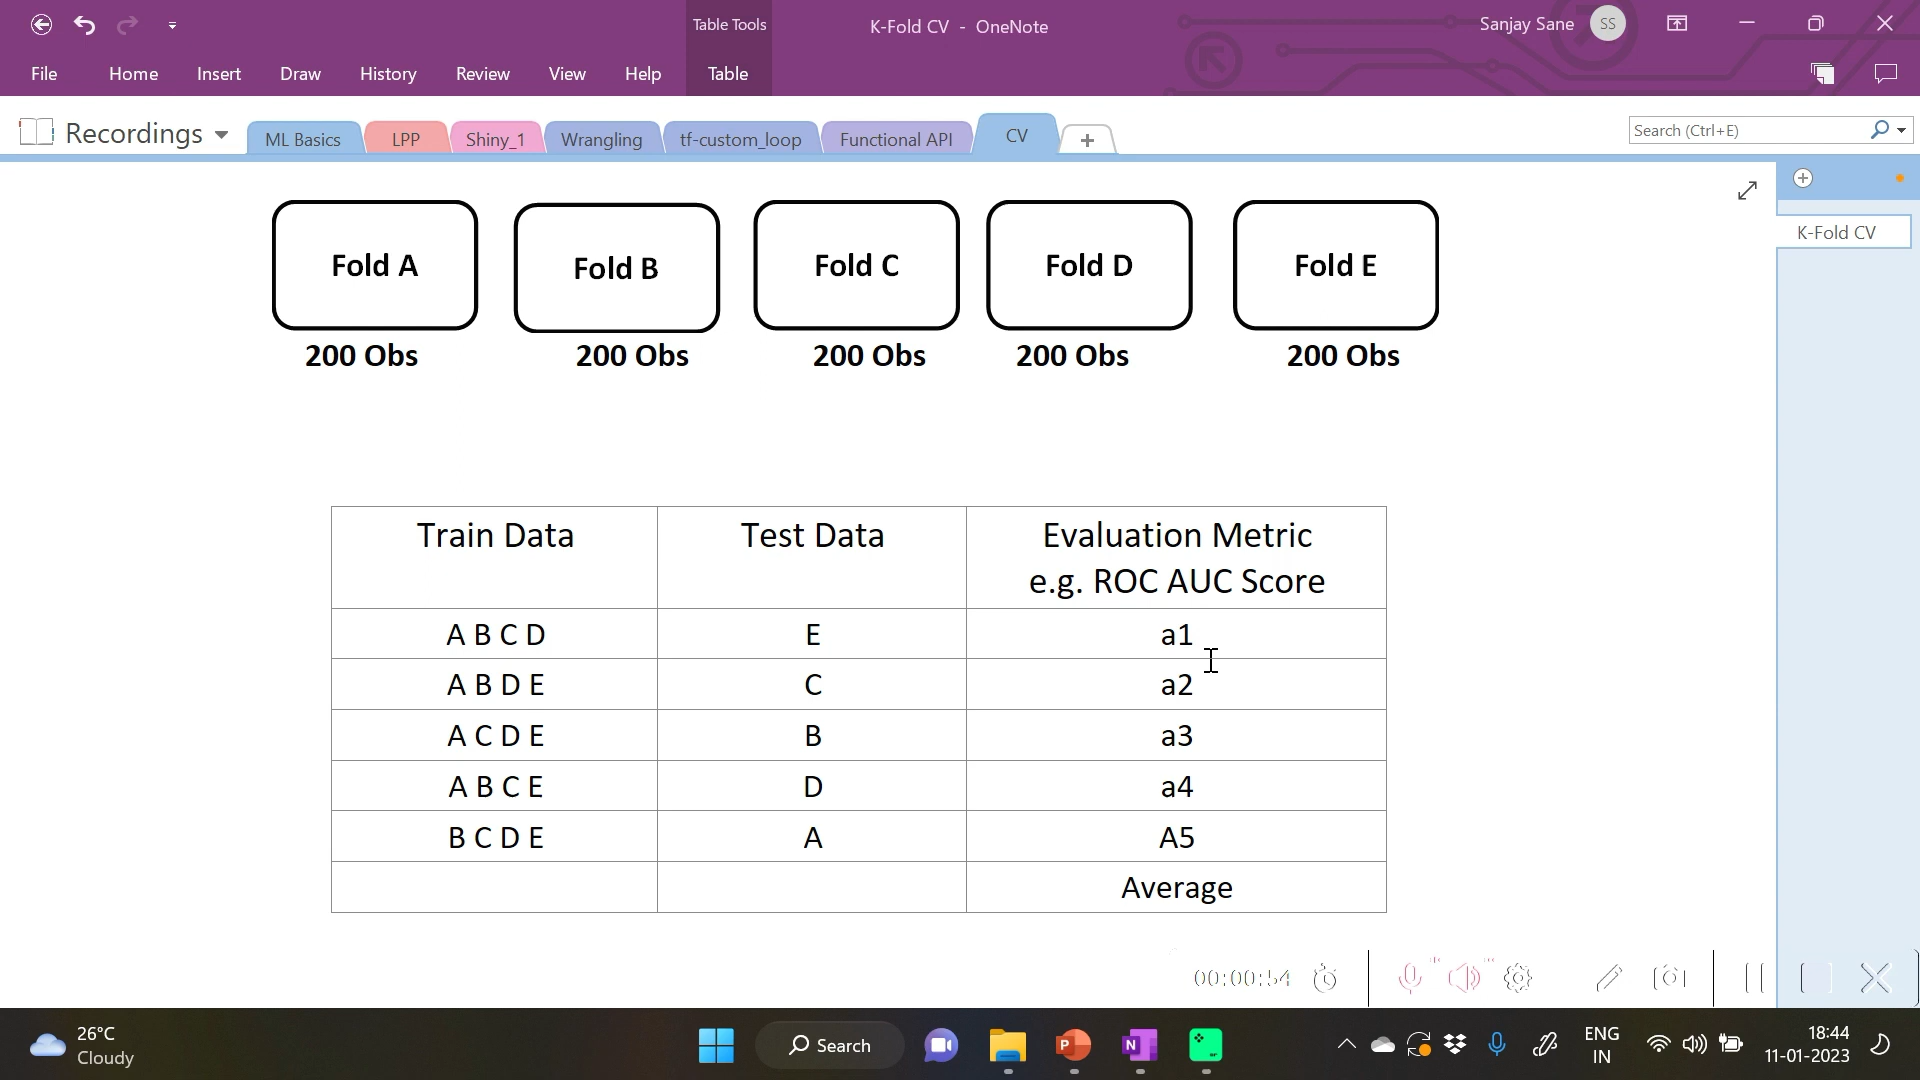 Table Tools
K-Fold CV - OneNote
Sanjay Sane
SS
File
Home
Insert
Draw
History
Review
View
Help
Table
Recordings
ML Basics
LPP
Shiny_1
Wrangling
tf-custom_loop
Functional API
CV
Search (Ctrl+E)
K-Fold CV
Fold A
Fold B
Fold C
Fold D
Fold E
200 Obs
200 Obs
200 Obs
200 Obs
200 Obs
Train Data
Test Data
Evaluation Metric
e.g. ROC AUC Score
A B C D
E
a1
A B D E
C
a2
A C D E
B
a3
A B C E
D
a4
B C D E
A
A5
Average
00:00:54
26°C
Cloudy
Search
P
N
ENG
IN
18:44
11-01-2023